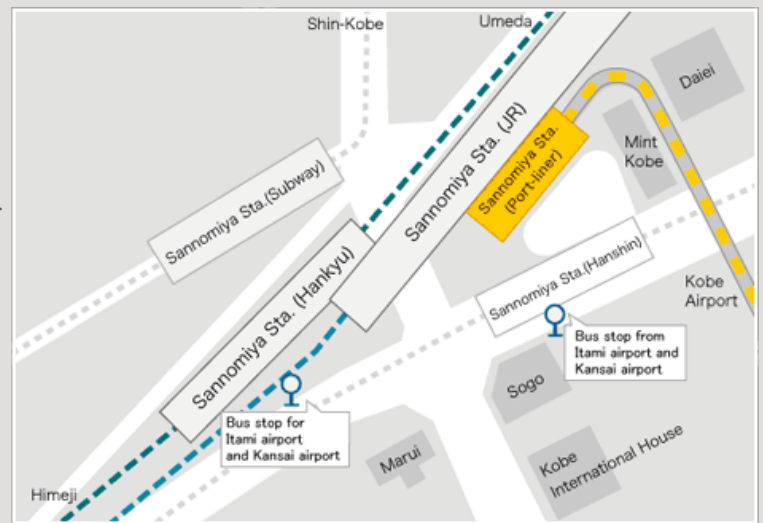 Shin-Kobe
Umeda
Daiei
Sannomiya Sta. (JR)
Sannomiya Sta.
(Port-liner)
Mint
Kobe
Sannomiya Sta.(Subway)
Sannomiya Sta. (Hankyu)
Sannomiya Sta.(Hanshin)
Kobe
Airport
Bus stop from
Itami airport and
Kansai airport
Sogo
Bus stop for
Itami airport
and Kansai airport
Marui
Kobe
International House
Himeji